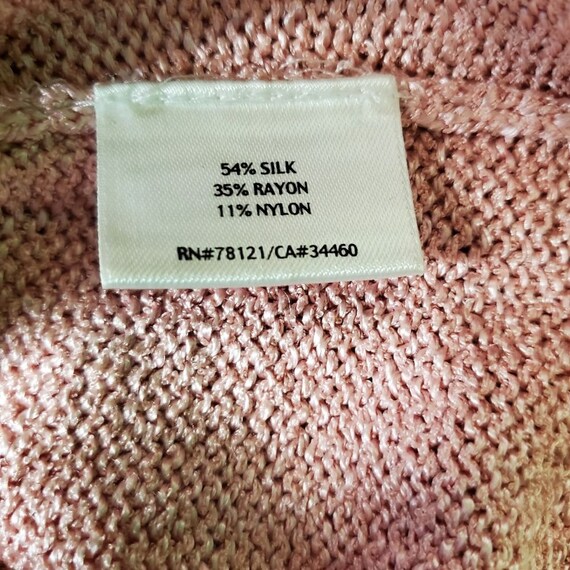 54% SILK
35% RAYON
11% NYLON
RN#78121/CA#34460